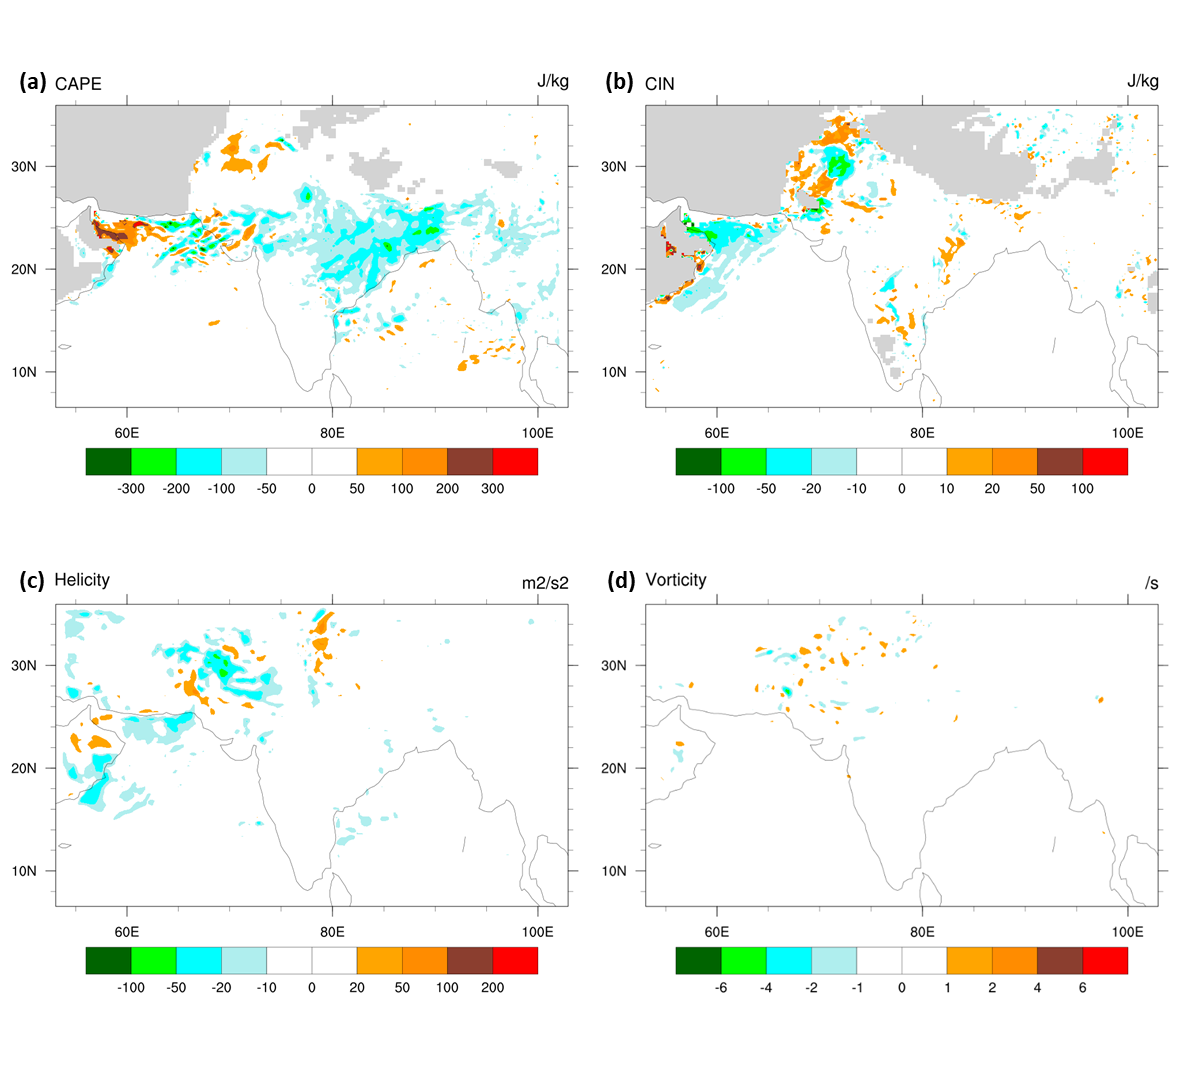 (a) CAPE J/kg
30N
20N
10N
60E 80E 100E
-300 -200 -100 -50 0 50 100 200 300
(b) CIN J/kg
30N
20N
10N
60E 80E 100E
-100 -50 -20 -10 0 10 20 50 100
(c) Helicity m2/s2
30N
20N
10N
60E 80E 100E
-100 -50 -20 -10 0 20 50 100 200
(d) Vorticity /s
30N
20N
10N
60E 80E 100E
-6 -4 -2 -1 0 1 2 4 6